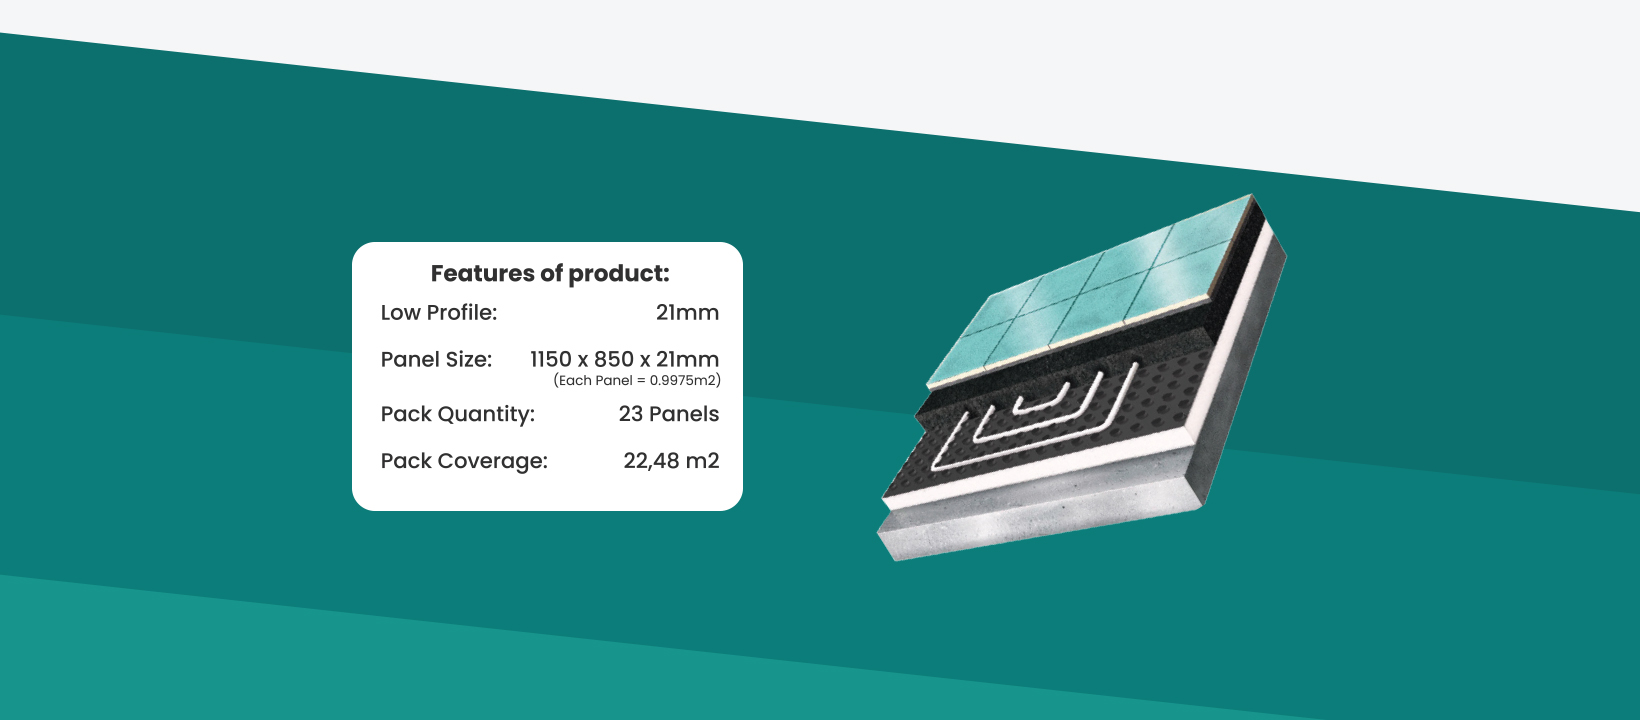 Features of product:
Low Profile: 21mm
Panel Size: 1150 x 850 x 21mm
(Each Panel = 0.9975m2)
Pack Quantity: 23 Panels
Pack Coverage: 22,48 m2